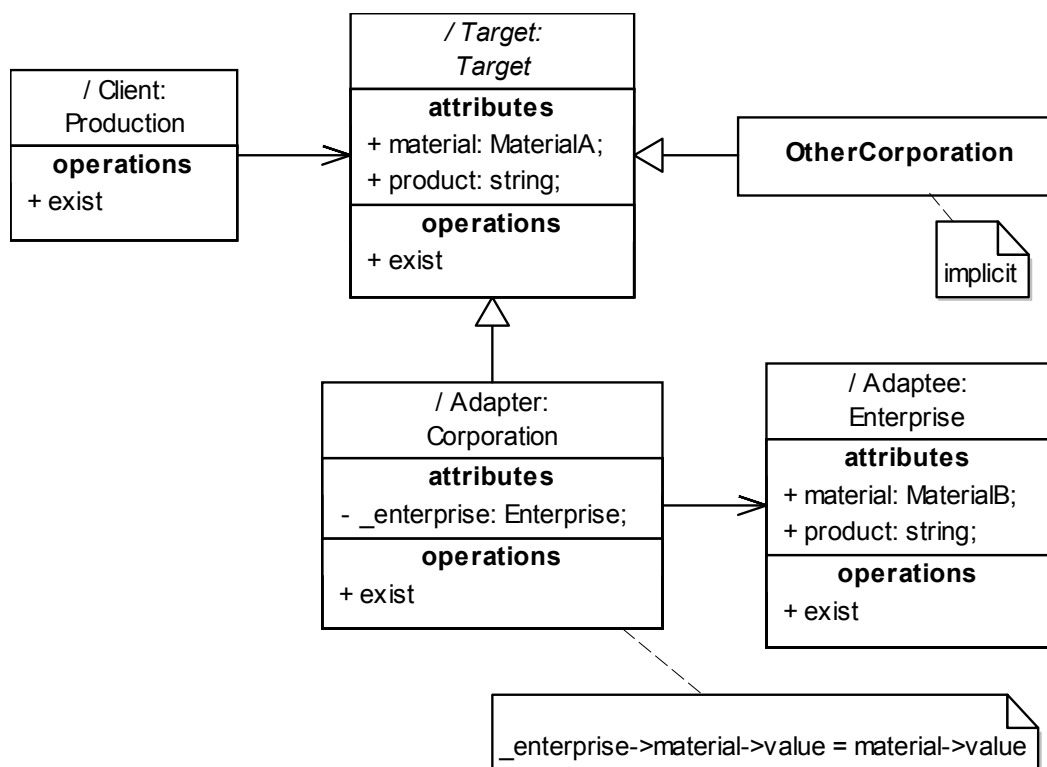 / Client:
Production
operations
+ exist
/ Target:
Target
attributes
+ material: MaterialA;
+ product: string;
operations
+ exist
OtherCorporation
implicit
/ Adapter:
Corporation
attributes
- _enterprise: Enterprise;
operations
+ exist
/ Adaptee:
Enterprise
attributes
+ material: MaterialB;
+ product: string;
operations
+ exist
_enterprise->material->value = material->value